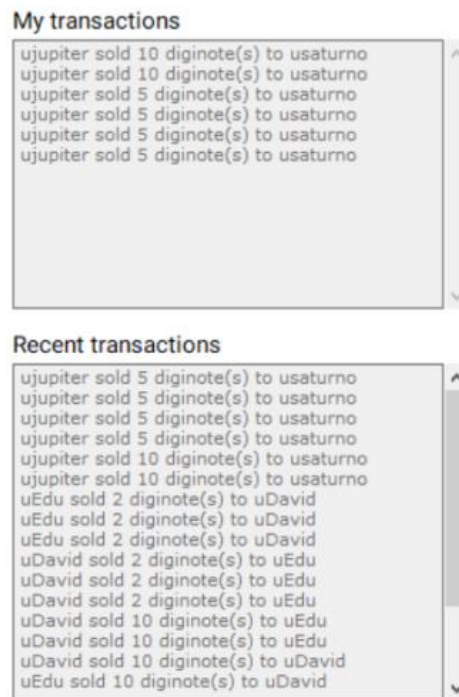 My transactions
ujupiter sold 10 diginote(s) to usaturno
ujupiter sold 10 diginote(s) to usaturno
ujupiter sold 5 diginote(s) to usaturno
ujupiter sold 5 diginote(s) to usaturno
ujupiter sold 5 diginote(s) to usaturno
ujupiter sold 5 diginote(s) to usaturno
Recent transactions
ujupiter sold 5 diginote(s) to usaturno
ujupiter sold 5 diginote(s) to usaturno
ujupiter sold 5 diginote(s) to usaturno
ujupiter sold 5 diginote(s) to usaturno
ujupiter sold 10 diginote(s) to usaturno
ujupiter sold 10 diginote(s) to usaturno
uEdu sold 2 diginote(s) to uDavid
uEdu sold 2 diginote(s) to uDavid
uEdu sold 2 diginote(s) to uDavid
uDavid sold 2 diginote(s) to uEdu
uDavid sold 2 diginote(s) to uEdu
uDavid sold 2 diginote(s) to uEdu
uDavid sold 10 diginote(s) to uEdu
uDavid sold 10 diginote(s) to uEdu
uDavid sold 10 diginote(s) to uDavid
uEdu sold 10 diginote(s) to uDavid